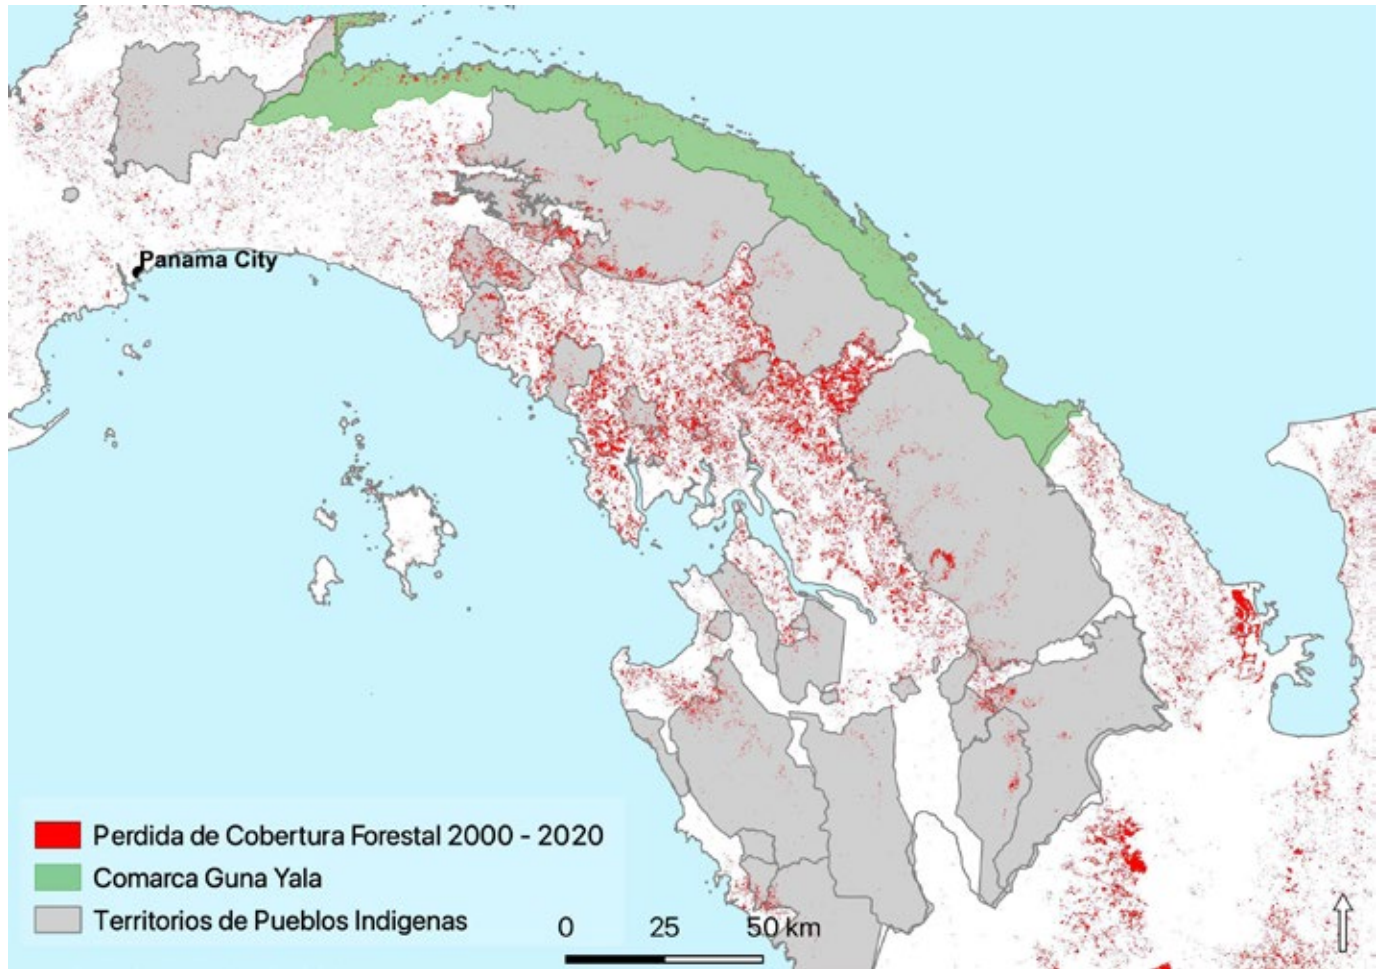 Panama City
Perdida de Cobertura Forestal 2000 - 2020
Comarca Guna Yala
Territorios de Pueblos Indigenas
0 25 50 km